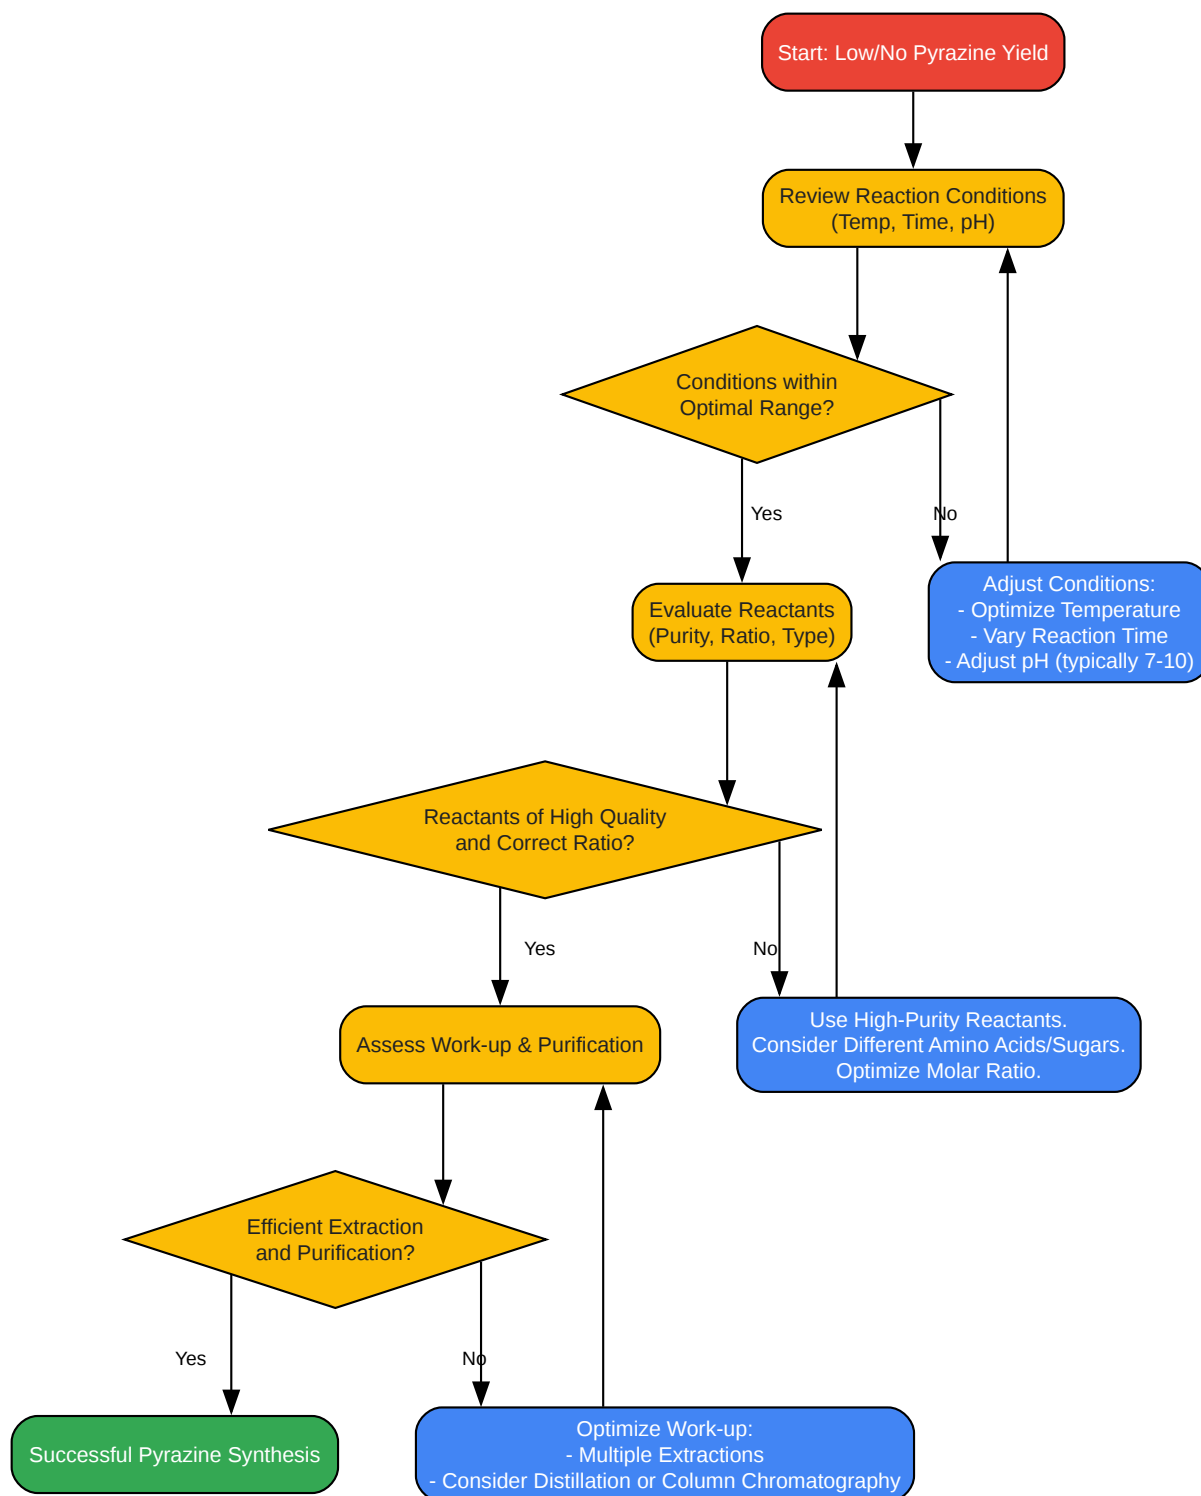 Start: Low/No Pyrazine Yield
Review Reaction Conditions
(Temp, Time, pH)
Conditions within
Optimal Range?
Yes
No
Evaluate Reactants
(Purity, Ratio, Type)
Adjust Conditions:
- Optimize Temperature
- Vary Reaction Time
- Adjust pH (typically 7-10)
Reactants of High Quality
and Correct Ratio?
Yes
No
Assess Work-up & Purification
Use High-Purity Reactants.
Consider Different Amino Acids/Sugars.
Optimize Molar Ratio.
Efficient Extraction
and Purification?
Yes
No
Successful Pyrazine Synthesis
Optimize Work-up:
- Multiple Extractions
- Consider Distillation or Column Chromatography